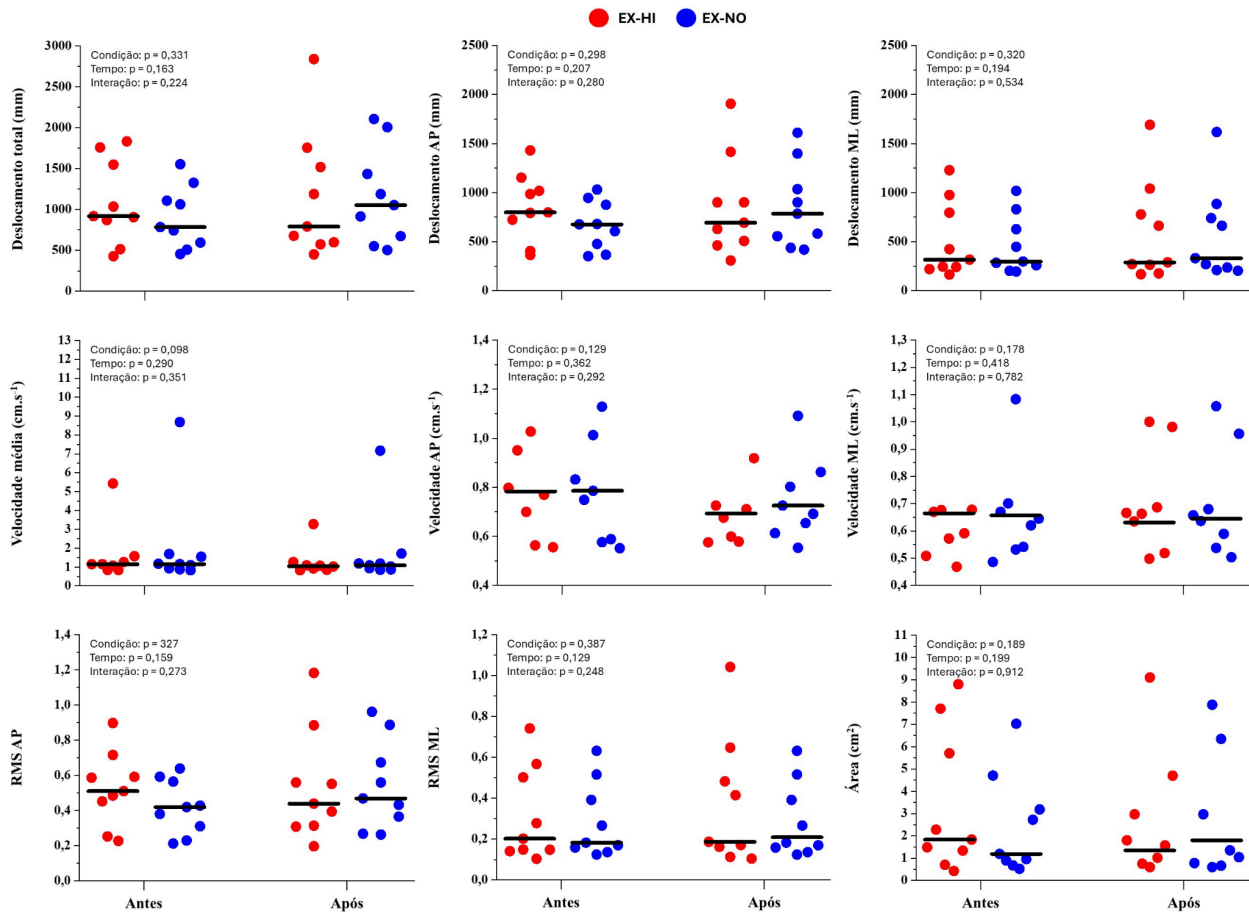 EX-HI EX-NO
Deslocamento total (mm)
3000
2500
2000
1500
1000
500
0
Condição: p = 0,331
Tempo: p = 0,163
Interação: p = 0,224
Deslocamento AP (mm)
2500
2000
1500
1000
500
0
Condição: p = 0,298
Tempo: p = 0,207
Interação: p = 0,280
Deslocamento ML (mm)
2500
2000
1500
1000
500
0
Condição: p = 0,320
Tempo: p = 0,194
Interação: p = 0,534
Velocidade média (cm.s⁻¹)
13
12
11
10
9
8
7
6
5
4
3
2
1
0
Condição: p = 0,098
Tempo: p = 0,290
Interação: p = 0,351
Velocidade AP (cm.s⁻¹)
1,4
1,2
1,0
0,8
0,6
0,4
Condição: p = 0,129
Tempo: p = 0,362
Interação: p = 0,292
Velocidade ML (cm.s⁻¹)
1,3
1,2
1,1
1,0
0,9
0,8
0,7
0,6
0,5
0,4
Condição: p = 0,178
Tempo: p = 0,418
Interação: p = 0,782
RMS AP
1,4
1,2
1,0
0,8
0,6
0,4
0,2
0,0
Condição: p = 327
Tempo: p = 0,159
Interação: p = 0,273
Antes Após
RMS ML
1,2
1,0
0,8
0,6
0,4
0,2
0,0
Condição: p = 0,387
Tempo: p = 0,129
Interação: p = 0,248
Antes Após
Área (cm²)
11
10
9
8
7
6
5
4
3
2
1
0
Condição: p = 0,189
Tempo: p = 0,199
Interação: p = 0,912
Antes Após